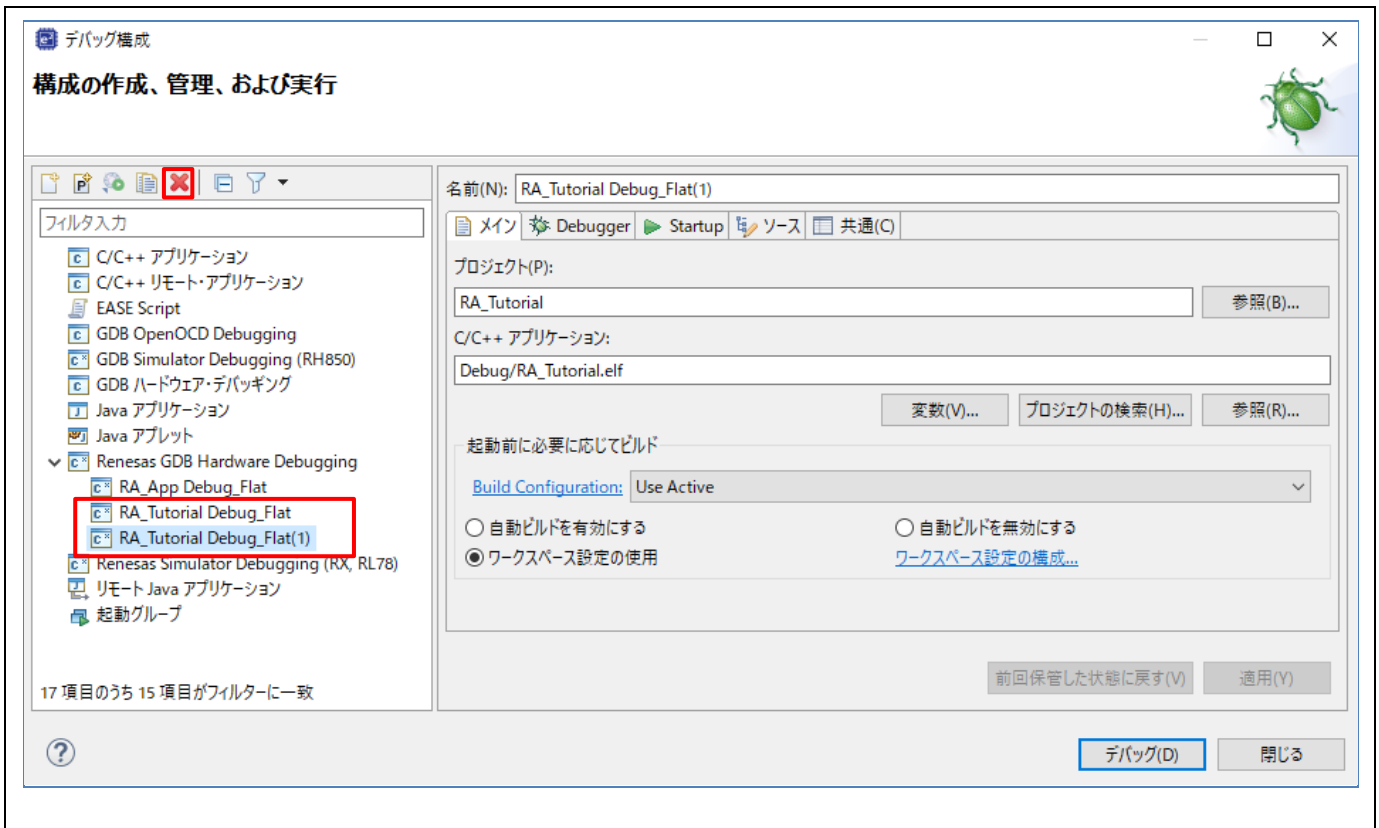 デバッグ構成
構成の作成、管理、および実行
フィルタ入力
C/C++ アプリケーション
C/C++ リモート・アプリケーション
EASE Script
GDB OpenOCD Debugging
GDB Simulator Debugging (RH850)
GDB ハードウェア・デバッギング
Java アプリケーション
Java アプレット
Renesas GDB Hardware Debugging
RA_App Debug_Flat
RA_Tutorial Debug_Flat
RA_Tutorial Debug_Flat(1)
Renesas Simulator Debugging (RX, RL78)
リモート Java アプリケーション
起動グループ
17 項目のうち 15 項目がフィルターに一致
名前(N): RA_Tutorial Debug_Flat(1)
メイン Debugger Startup ソース 共通(C)
プロジェクト(P):
RA_Tutorial 参照(B)...
C/C++ アプリケーション:
Debug/RA_Tutorial.elf
変数(V)... プロジェクトの検索(H)... 参照(R)...
起動前に必要に応じてビルド
Build Configuration: Use Active
自動ビルドを有効にする 自動ビルドを無効にする
ワークスペース設定の使用 ワークスペース設定の構成...
前回保管した状態に戻す(V) 適用(Y)
デバッグ(D) 閉じる